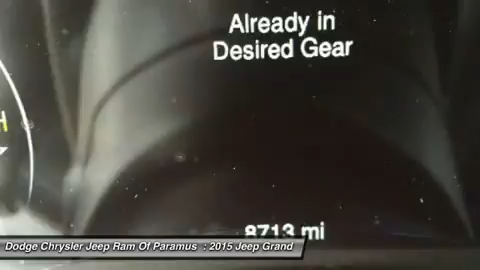 Already in
Desired Gear
H
8713 mi
Dodge Chrysler Jeep Ram Of Paramus : 2015 Jeep Grand